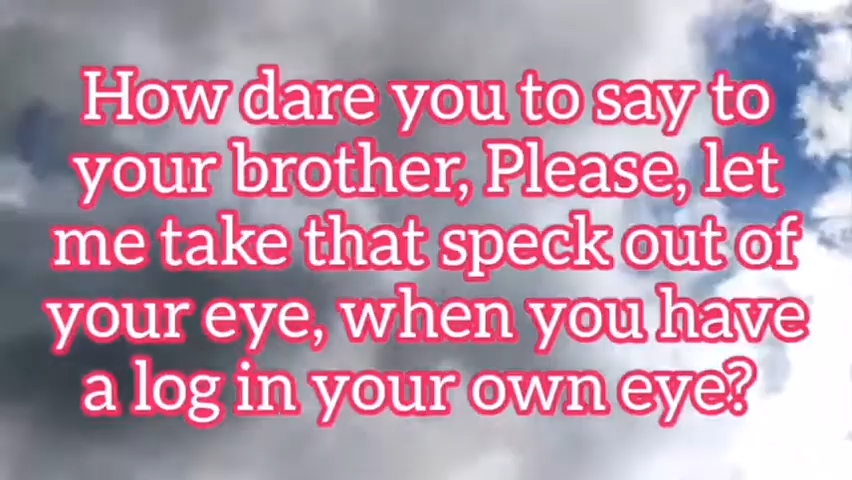 How dare you to say to
your brother, Please, let
me take that speck out of
your eye, when you have
a log in your own eye?